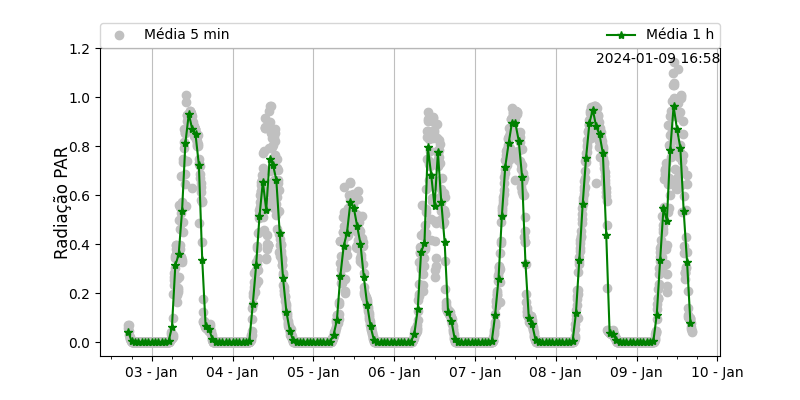 Média 5 min
Média 1 h
2024-01-09 16:58
Radiação PAR
1.2
1.0
0.8
0.6
0.4
0.2
0.0
03 - Jan 04 - Jan 05 - Jan 06 - Jan 07 - Jan 08 - Jan 09 - Jan 10 - Jan